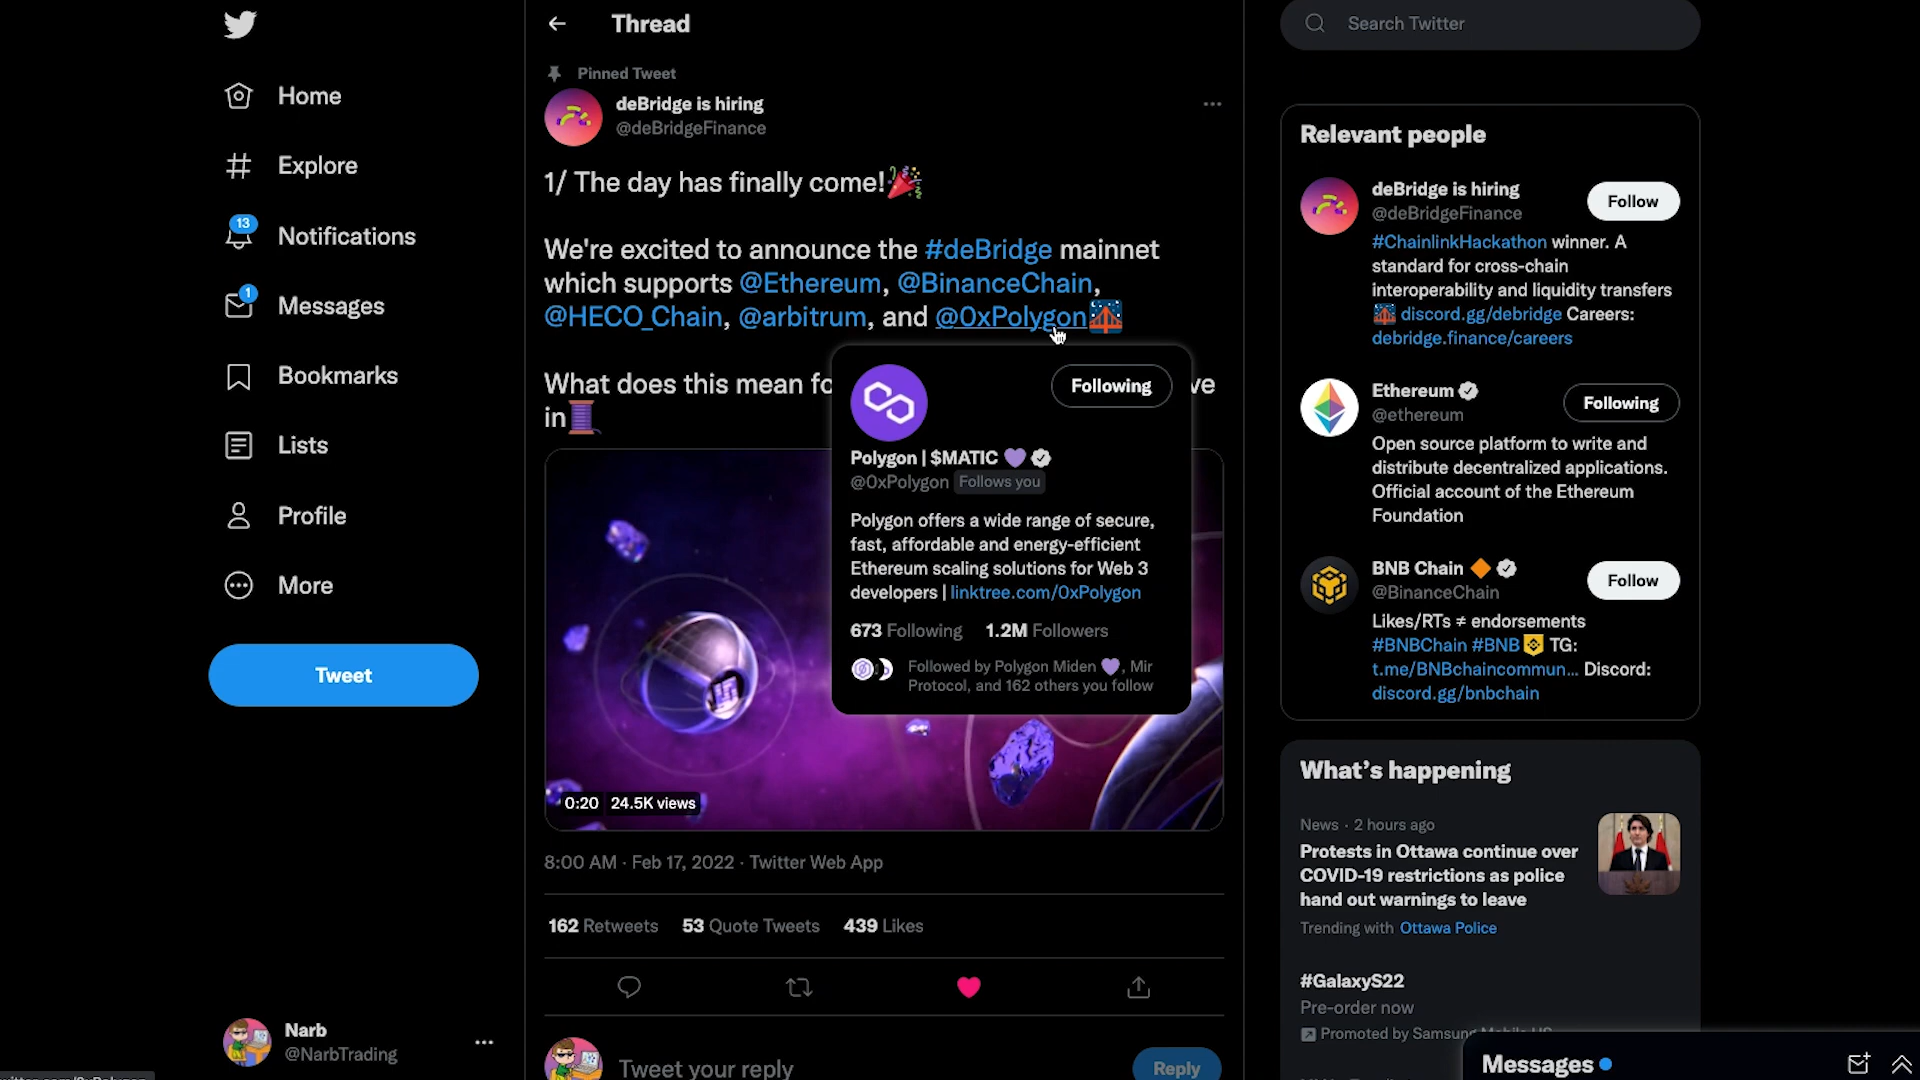 Home
Explore
13
Notifications
1
Messages
Bookmarks
Lists
Profile
More
Tweet
Narb
@NarbTrading
Thread
Pinned Tweet
deBridge is hiring
@deBridgeFinance
1/ The day has finally come!🎉
We're excited to announce the #deBridge mainnet
which supports @Ethereum, @BinanceChain,
@HECO_Chain, @arbitrum, and @0xPolygon🌉
What does this mean fo
ve
in🧵
Following
Polygon | $MATIC 💜
@0xPolygon Follows you
Polygon offers a wide range of secure,
fast, affordable and energy-efficient
Ethereum scaling solutions for Web 3
developers | linktree.com/0xPolygon
673 Following 1.2M Followers
Followed by Polygon Miden 💜, Mir
Protocol, and 162 others you follow
0:20 24.5K views
8:00 AM · Feb 17, 2022 · Twitter Web App
162 Retweets 53 Quote Tweets 439 Likes
Tweet your reply
Reply
Search Twitter
Relevant people
deBridge is hiring
@deBridgeFinance
Follow
#ChainlinkHackathon winner. A
standard for cross-chain
interoperability and liquidity transfers
🌉 discord.gg/debridge Careers:
debridge.finance/careers
Ethereum
@ethereum
Following
Open source platform to write and
distribute decentralized applications.
Official account of the Ethereum
Foundation
BNB Chain 🔶
@BinanceChain
Follow
Likes/RTs ≠ endorsements
#BNBChain #BNB TG:
t.me/BNBchaincommun... Discord:
discord.gg/bnbchain
What's happening
News · 2 hours ago
Protests in Ottawa continue over
COVID-19 restrictions as police
hand out warnings to leave
Trending with Ottawa Police
#GalaxyS22
Pre-order now
Promoted by Samsung
Messages